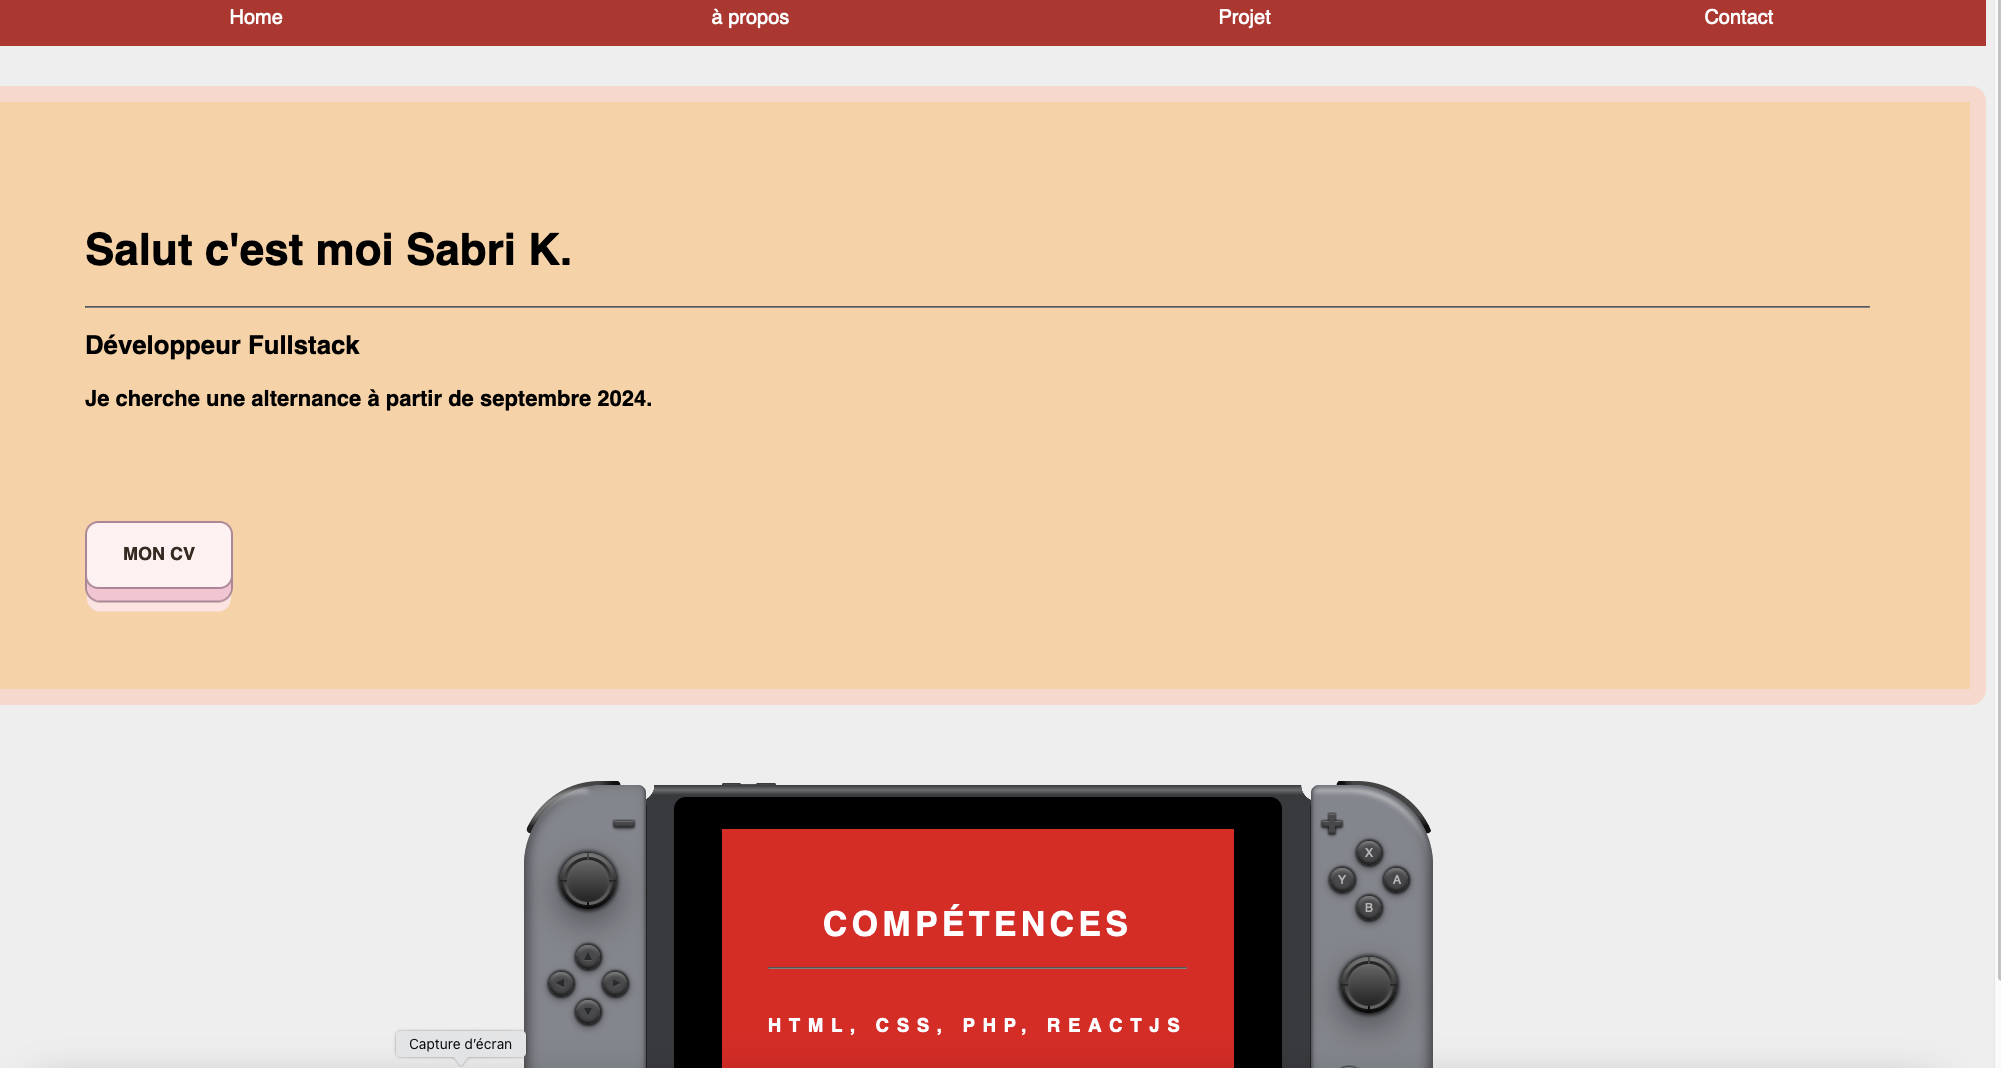 Home à propos Projet Contact
Salut c'est moi Sabri K.
Développeur Fullstack
Je cherche une alternance à partir de septembre 2024.
MON CV
X
Y A
B
COMPÉTENCES
HTML, CSS, PHP, REACTJS
Capture d'écran